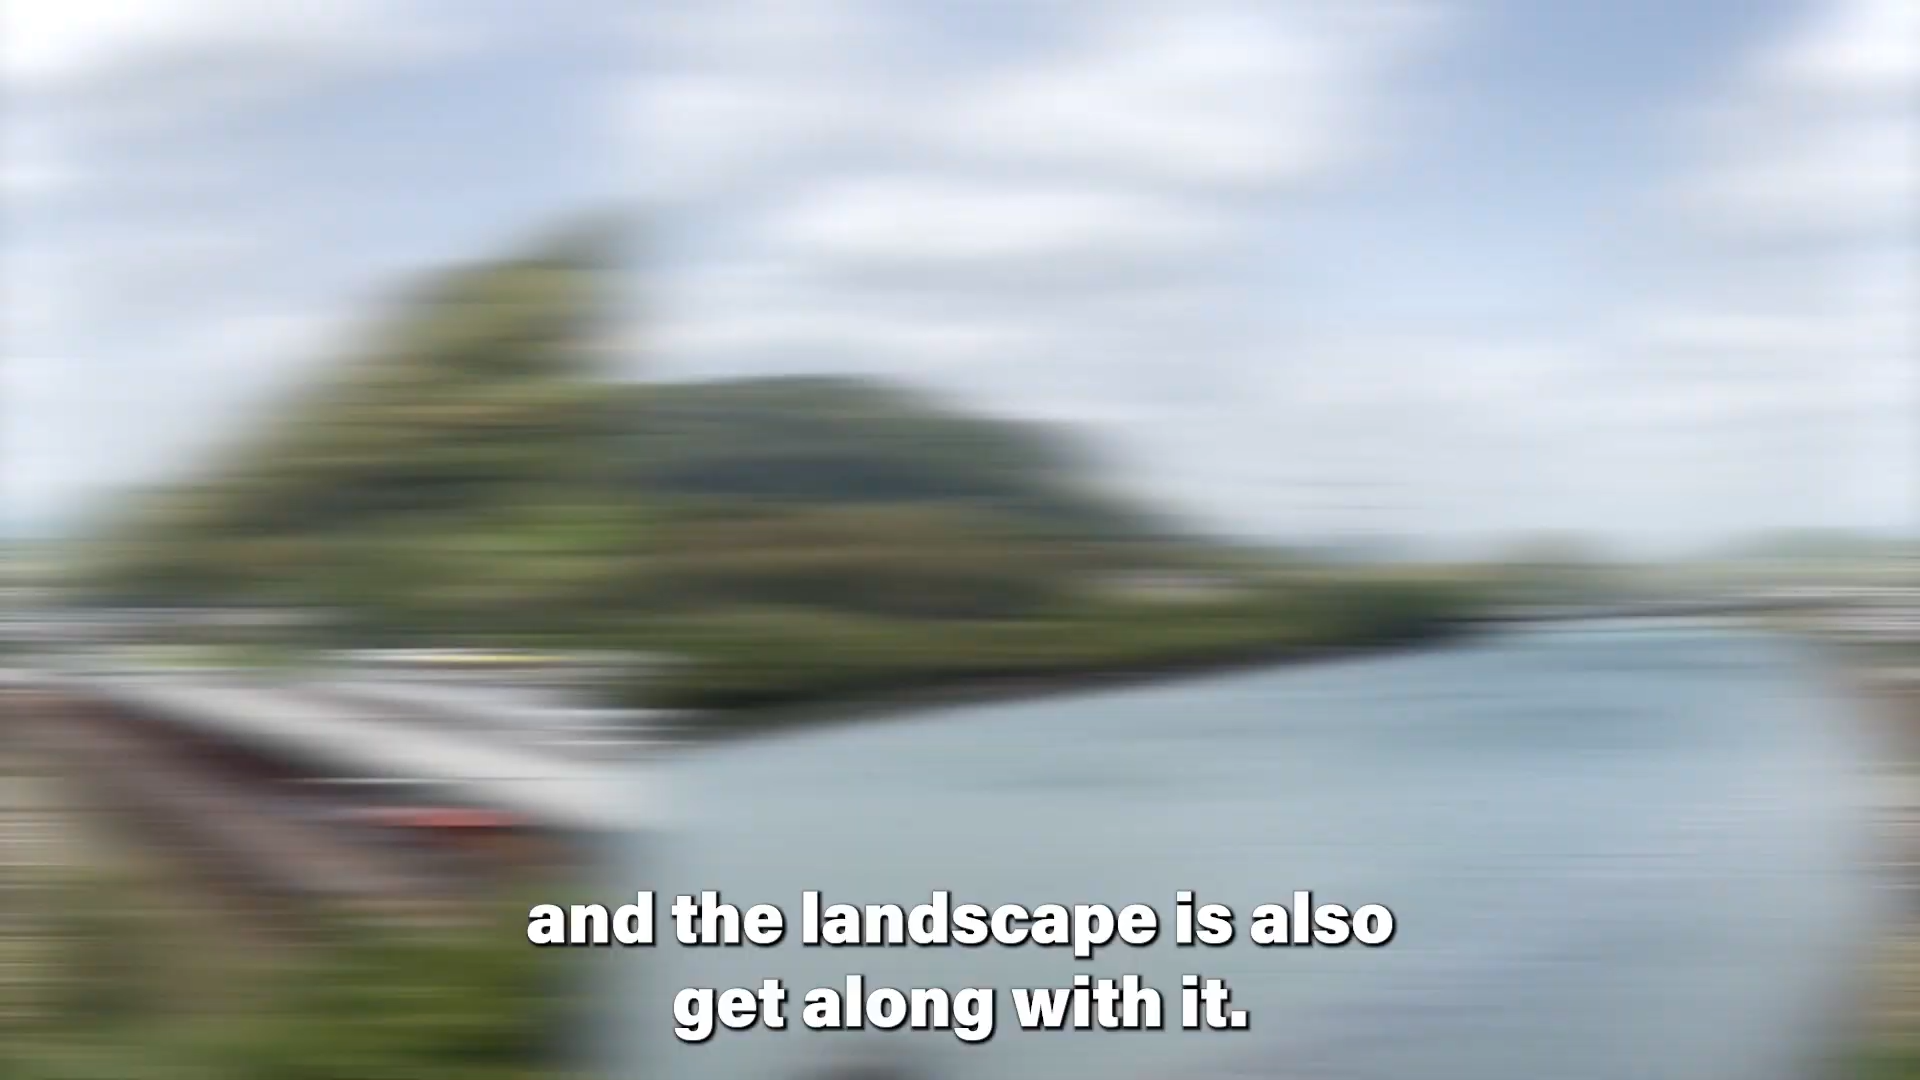 and the landscape is also
get along with it.